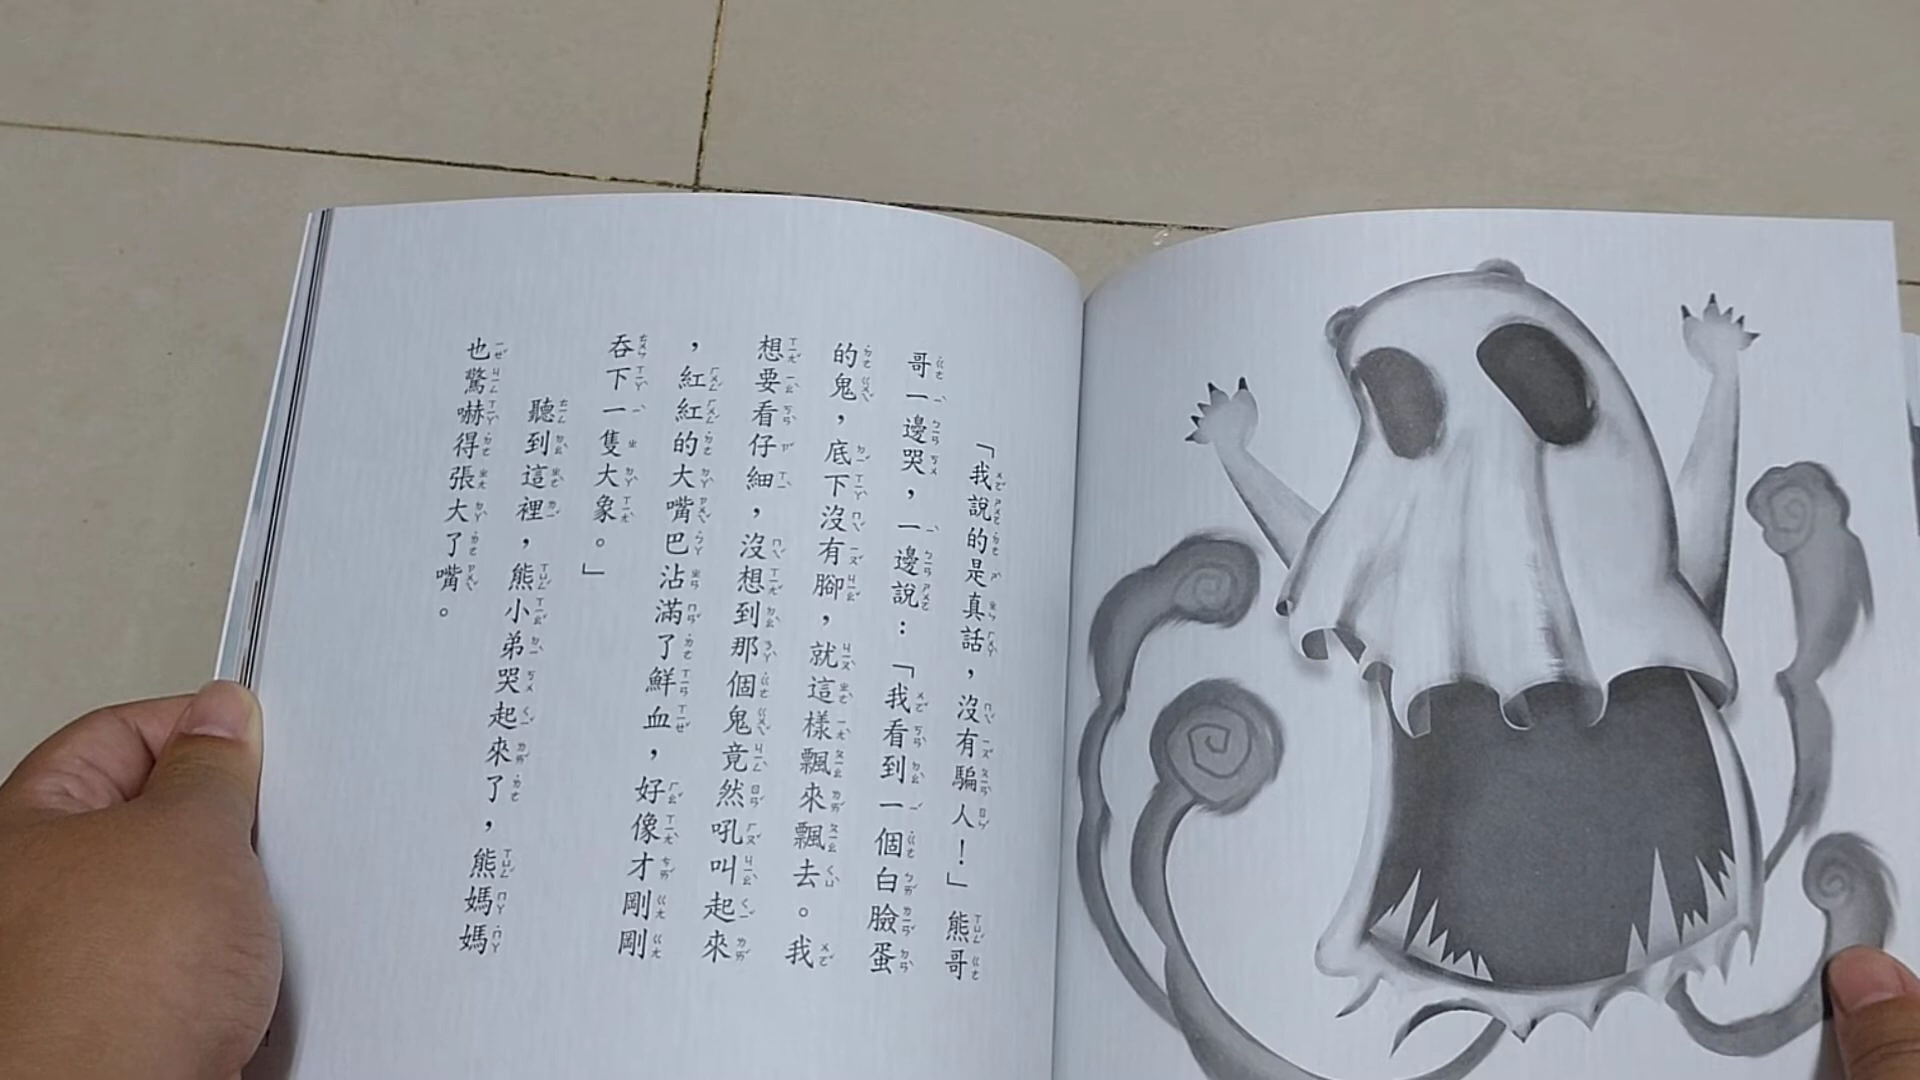 「我說的是真話，沒有騙人！」熊哥
哥一邊哭，一邊說：「我看到一個白臉蛋
的鬼，底下沒有腳，就這樣飄來飄去。我
想要看仔細，沒想到那個鬼竟然吼叫起來
，紅紅的大嘴巴沾滿了鮮血，好像才剛剛
吞下一隻大象。」
聽到這裡，熊小弟哭起來了，熊媽媽
也驚嚇得張大了嘴。